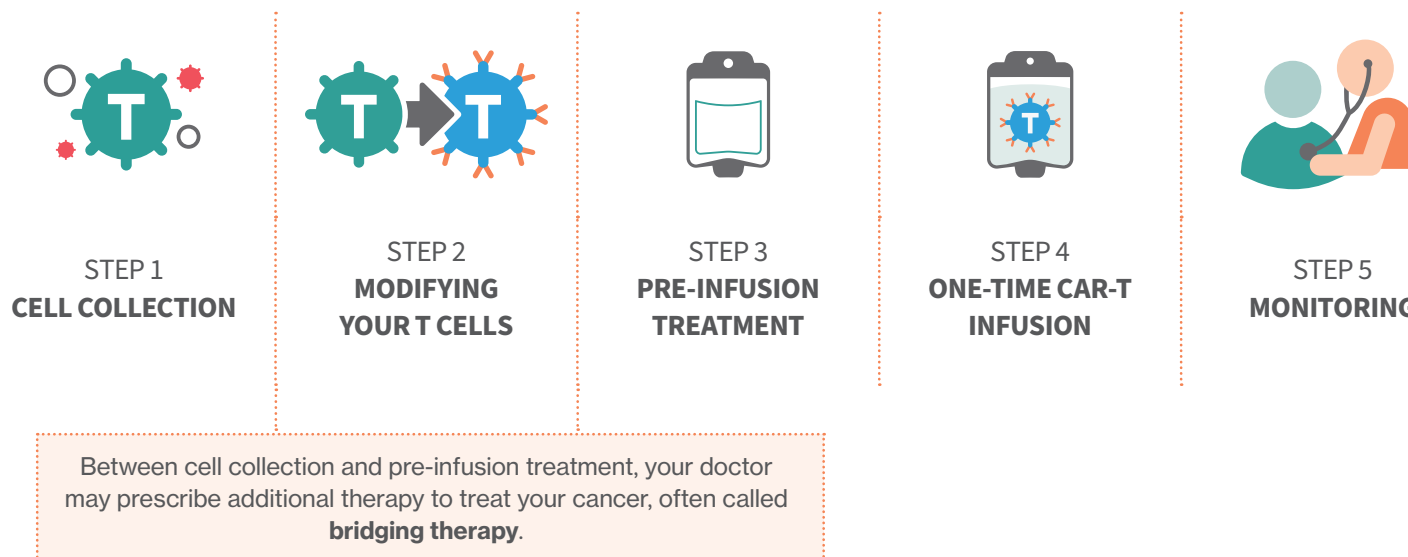 T
T
T
T
STEP 1
CELL COLLECTION
STEP 2
MODIFYING
YOUR T CELLS
STEP 3
PRE-INFUSION
TREATMENT
STEP 4
ONE-TIME CAR-T
INFUSION
STEP 5
MONITORING
Between cell collection and pre-infusion treatment, your doctor
may prescribe additional therapy to treat your cancer, often called
bridging therapy.